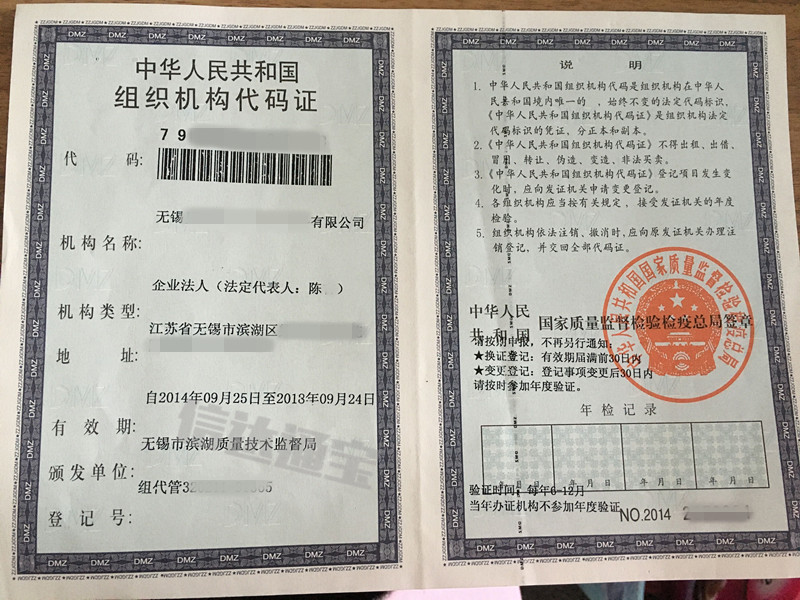 中华人民共和国
组织机构代码证
代 码: 79
无锡 有限公司
机构名称:
企业法人（法定代表人：陈 ）
机构类型:
江苏省无锡市滨湖区
地 址:
自2014年09月25日至2018年09月24日
有 效 期:
无锡市滨湖质量技术监督局
颁发单位:
组代管32
登 记 号:
信达通宝
说 明
1. 中华人民共和国组织机构代码是组织机构在中华人
民共和国境内唯一的、始终不变的法定代码标识，
《中华人民共和国组织机构代码证》是组织机构法定
代码标识的凭证，分正本和副本。
2. 《中华人民共和国组织机构代码证》不得出租、出借、
冒用、转让、伪造、变造、非法买卖。
3. 《中华人民共和国组织机构代码证》登记项目发生变
化时，应向发证机关申请变更登记。
4. 各组织机构应当按有关规定，接受发证机关的年度
检验。
5. 组织机构依法注销、撤消时，应向原发证机关办理注
销登记，并交回全部代码证。
中华人民
共和国 国家质量监督检验检疫总局签章
请按期申报，不再另行通知：
★换证登记：有效期届满前30日内
★变更登记：登记事项变更后30日内
请按时参加年度验证。
年检记录
年 月 日 年 月 日 年 月 日 年 月 日
验证时间：每年6-12月
当年办证机构不参加年度验证
NO.2014